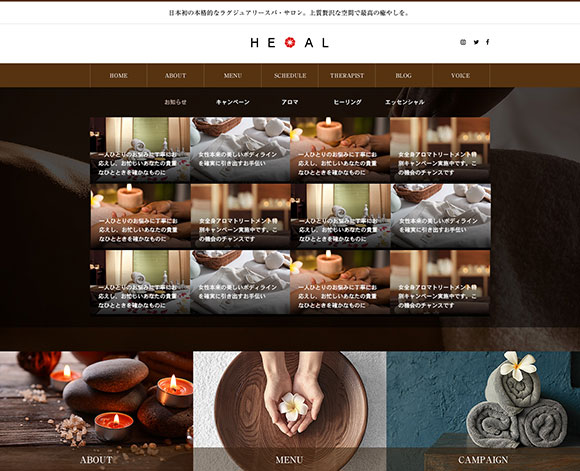 日本初の本格的なラグジュアリースパ・サロン。上質贅沢な空間で最高の癒やしを。
HE AL
HOME ABOUT MENU SCHEDULE THERAPIST BLOG VOICE
お知らせ キャンペーン アロマ ヒーリング エッセンシャル
一人ひとりのお悩みに丁寧にお
応えし、お忙しいあなたの貴重
なひとときを確かなものに
女性本来の美しいボディライン
を確実に引き出すお手伝い
一人ひとりのお悩みに丁寧にお
応えし、お忙しいあなたの貴重
なひとときを確かなものに
女全身アロマトリートメント特
別キャンペーン実施中です。こ
の機会のチャンスです
一人ひとりのお悩みに丁寧にお
応えし、お忙しいあなたの貴重
なひとときを確かなものに
女全身アロマトリートメント特
別キャンペーン実施中です。こ
の機会のチャンスです
一人ひとりのお悩みに丁寧にお
応えし、お忙しいあなたの貴重
なひとときを確かなものに
女性本来の美しいボディライン
を確実に引き出すお手伝い
一人ひとりのお悩みに丁寧にお
応えし、お忙しいあなたの貴重
なひとときを確かなものに
女性本来の美しいボディライン
を確実に引き出すお手伝い
一人ひとりのお悩みに丁寧にお
応えし、お忙しいあなたの貴重
なひとときを確かなものに
女全身アロマトリートメント特
別キャンペーン実施中です。こ
の機会のチャンスです
ABOUT
MENU
CAMPAIGN